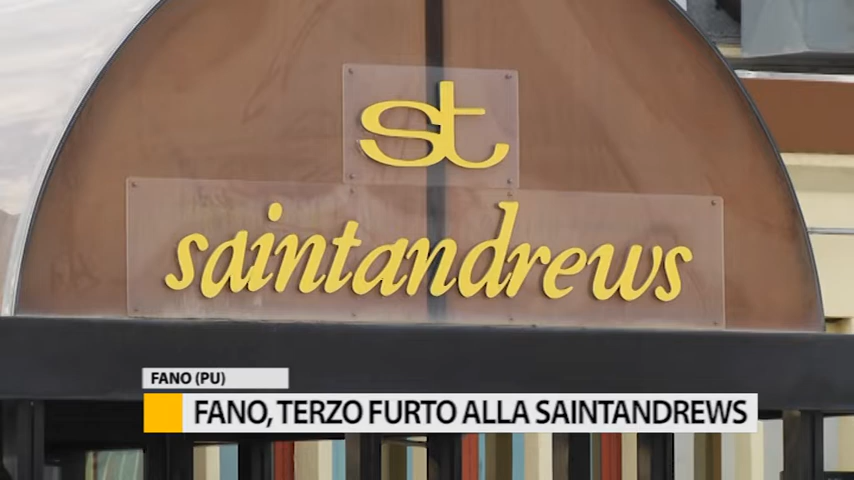 st
saintandrews
FANO (PU)
FANO, TERZO FURTO ALLA SAINTANDREWS